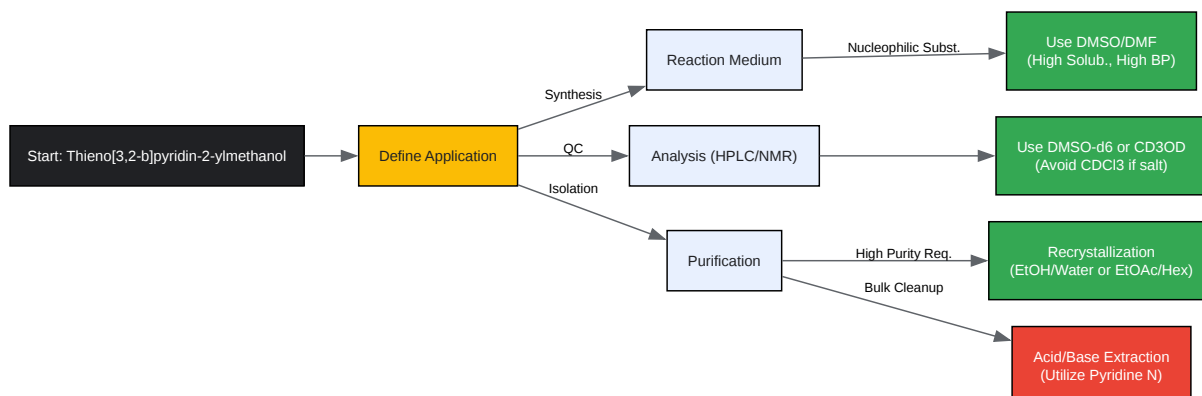 Start: Thieno[3,2-b]pyridin-2-ylmethanol
Define Application
Synthesis
QC
Isolation
Reaction Medium
Nucleophilic Subst.
Use DMSO/DMF
(High Solub., High BP)
Analysis (HPLC/NMR)
Use DMSO-d6 or CD3OD
(Avoid CDCl3 if salt)
Purification
High Purity Req.
Recrystallization
(EtOH/Water or EtOAc/Hex)
Bulk Cleanup
Acid/Base Extraction
(Utilize Pyridine N)